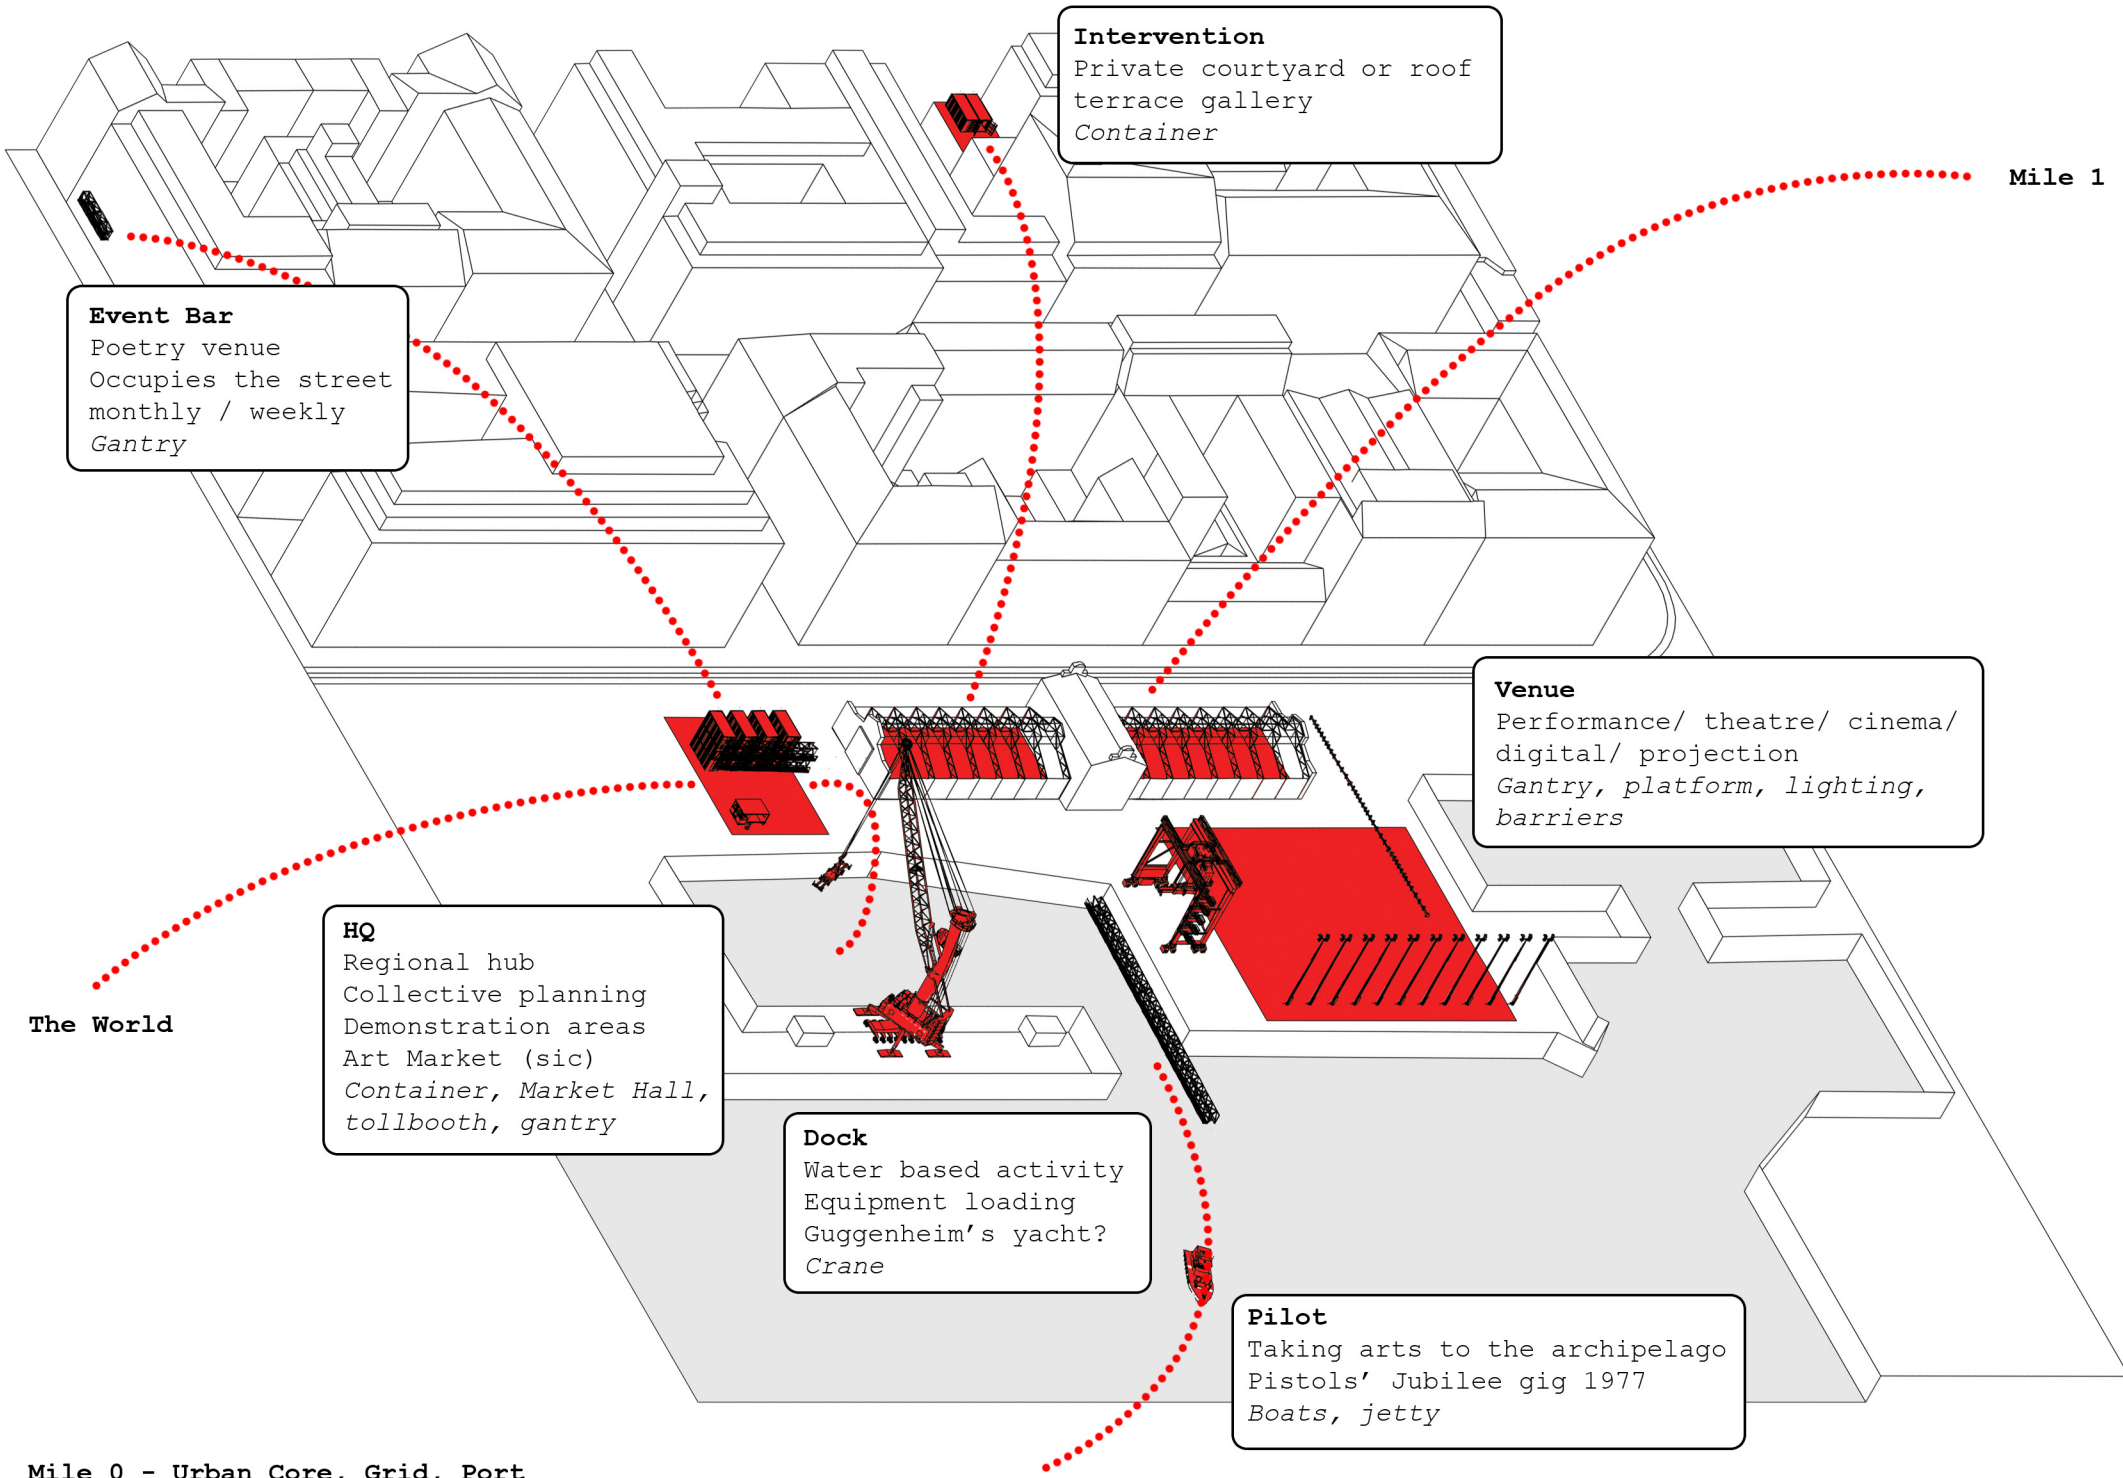 Intervention
Private courtyard or roof
terrace gallery
Container
Mile 1
Event Bar
Poetry venue
Occupies the street
monthly / weekly
Gantry
Venue
Performance/ theatre/ cinema/
digital/ projection
Gantry, platform, lighting,
barriers
HQ
Regional hub
Collective planning
Demonstration areas
Art Market (sic)
Container, Market Hall,
tollbooth, gantry
The World
Dock
Water based activity
Equipment loading
Guggenheim’s yacht?
Crane
Pilot
Taking arts to the archipelago
Pistols’ Jubilee gig 1977
Boats, jetty
Mile 0 - Urban Core, Grid, Port